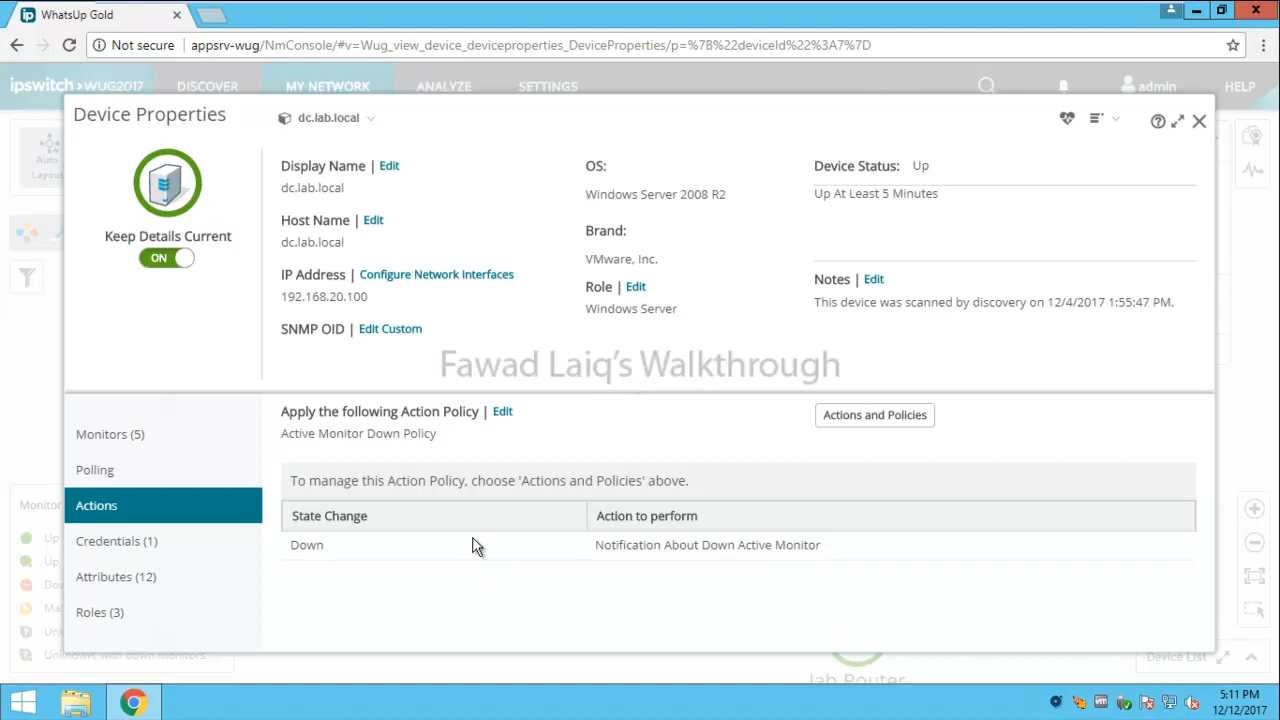 WhatsUp Gold
Not secure | appsrv-wug/NmConsole/#v=Wug_view_device_deviceproperties_DeviceProperties/p=%7B%22deviceId%22%3A7%7D
ipswitch WUG2017 DISCOVER MY NETWORK ANALYZE SETTINGS admin HELP
Device Properties
dc.lab.local
Auto
Layout
Keep Details Current
ON
Display Name | Edit
dc.lab.local
Host Name | Edit
dc.lab.local
IP Address | Configure Network Interfaces
192.168.20.100
SNMP OID | Edit Custom
OS:
Windows Server 2008 R2
Brand:
VMware, Inc.
Role | Edit
Windows Server
Device Status: Up
Up At Least 5 Minutes
Notes | Edit
This device was scanned by discovery on 12/4/2017 1:55:47 PM.
Fawad Laiq's Walkthrough
Monitors (5)
Polling
Actions
Credentials (1)
Attributes (12)
Roles (3)
Apply the following Action Policy | Edit
Active Monitor Down Policy
Actions and Policies
To manage this Action Policy, choose 'Actions and Policies' above.
State Change Action to perform
Down Notification About Down Active Monitor
Monitor
Up
Up,
Unknown, with down Monitors
lab Router
Device List
5:11 PM
12/12/2017